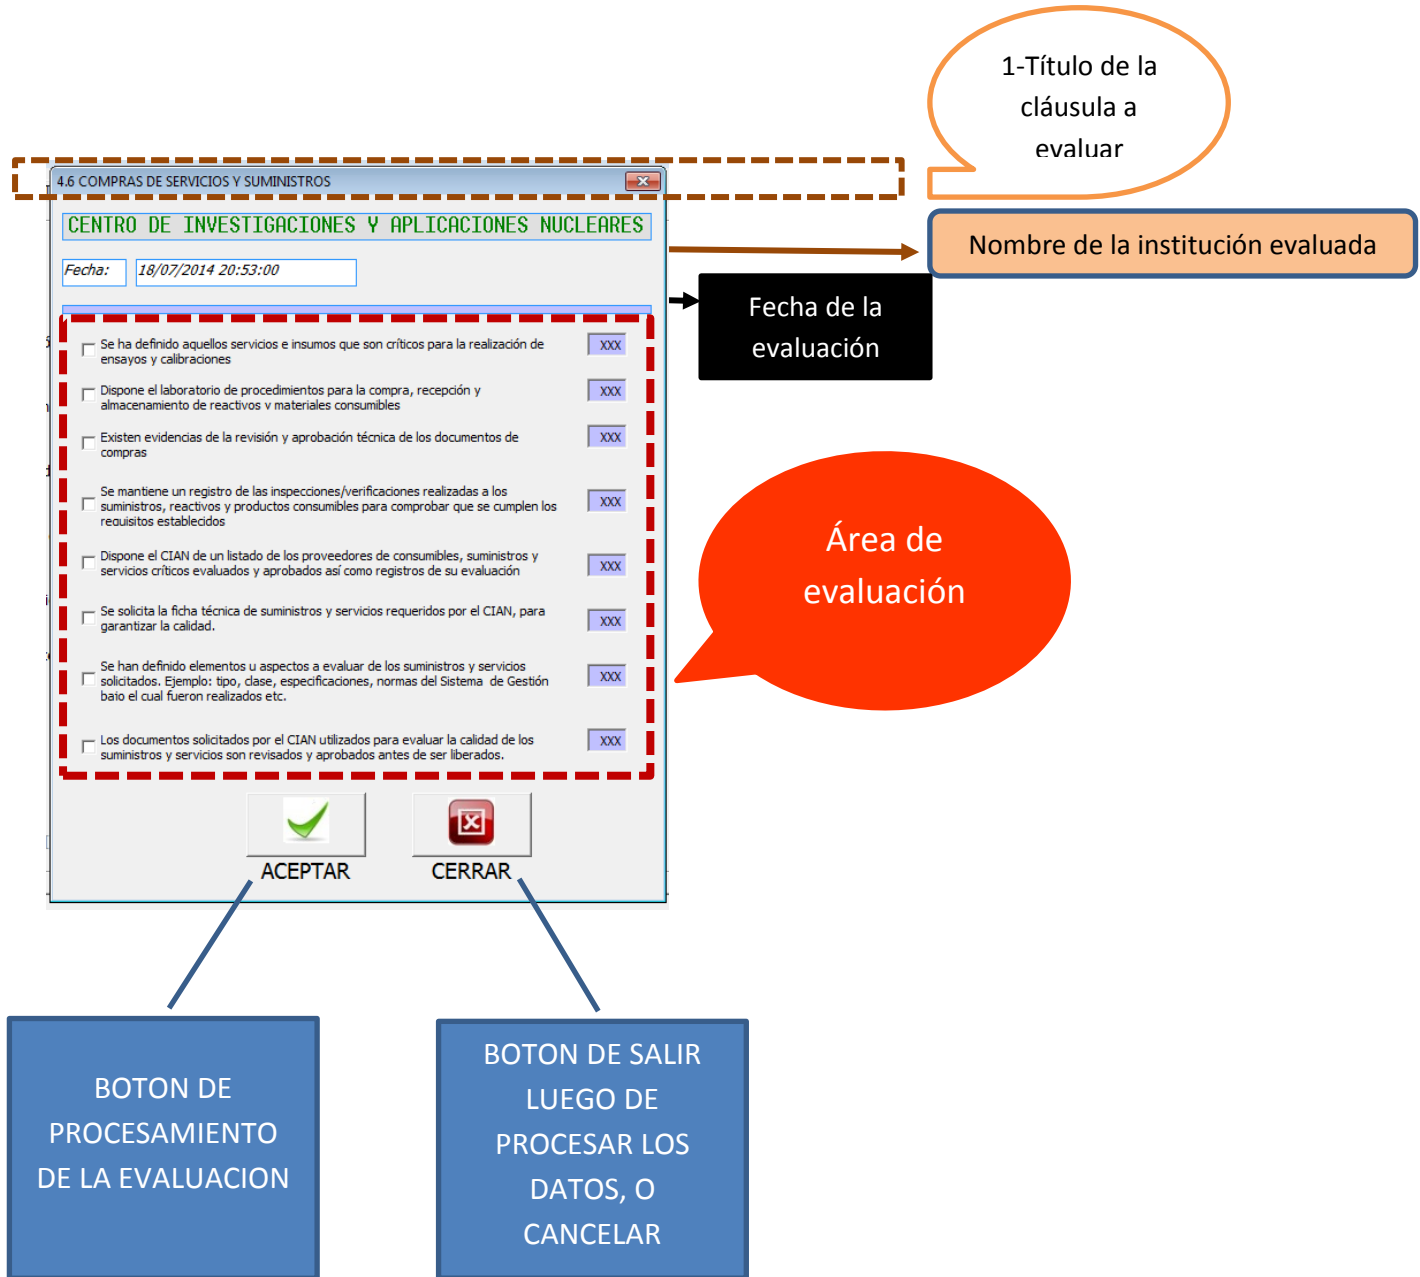 1-Título de la
cláusula a
evaluar
4.6 COMPRAS DE SERVICIOS Y SUMINISTROS
CENTRO DE INVESTIGACIONES Y APLICACIONES NUCLEARES
Nombre de la institución evaluada
Fecha: 18/07/2014 20:53:00
Fecha de la
evaluación
Se ha definido aquellos servicios e insumos que son críticos para la realización de
ensayos y calibraciones
XXX
Dispone el laboratorio de procedimientos para la compra, recepción y
almacenamiento de reactivos y materiales consumibles
XXX
Existen evidencias de la revisión y aprobación técnica de los documentos de
compras
XXX
Se mantiene un registro de las inspecciones/verificaciones realizadas a los
suministros, reactivos y productos consumibles para comprobar que se cumplen los
requisitos establecidos
XXX
Dispone el CIAN de un listado de los proveedores de consumibles, suministros y
servicios críticos evaluados y aprobados así como registros de su evaluación
XXX
Se solicita la ficha técnica de suministros y servicios requeridos por el CIAN, para
garantizar la calidad.
XXX
Se han definido elementos u aspectos a evaluar de los suministros y servicios
solicitados. Ejemplo: tipo, clase, especificaciones, normas del Sistema de Gestión
bajo el cual fueron realizados etc.
XXX
Los documentos solicitados por el CIAN utilizados para evaluar la calidad de los
suministros y servicios son revisados y aprobados antes de ser liberados.
XXX
Área de
evaluación
ACEPTAR
CERRAR
BOTON DE
PROCESAMIENTO
DE LA EVALUACION
BOTON DE SALIR
LUEGO DE
PROCESAR LOS
DATOS, O
CANCELAR